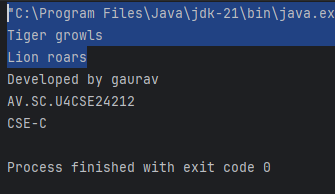 "C:\Program Files\Java\jdk-21\bin\java.ex
Tiger growls
Lion roars
Developed by gaurav
AV.SC.U4CSE24212
CSE-C
Process finished with exit code 0